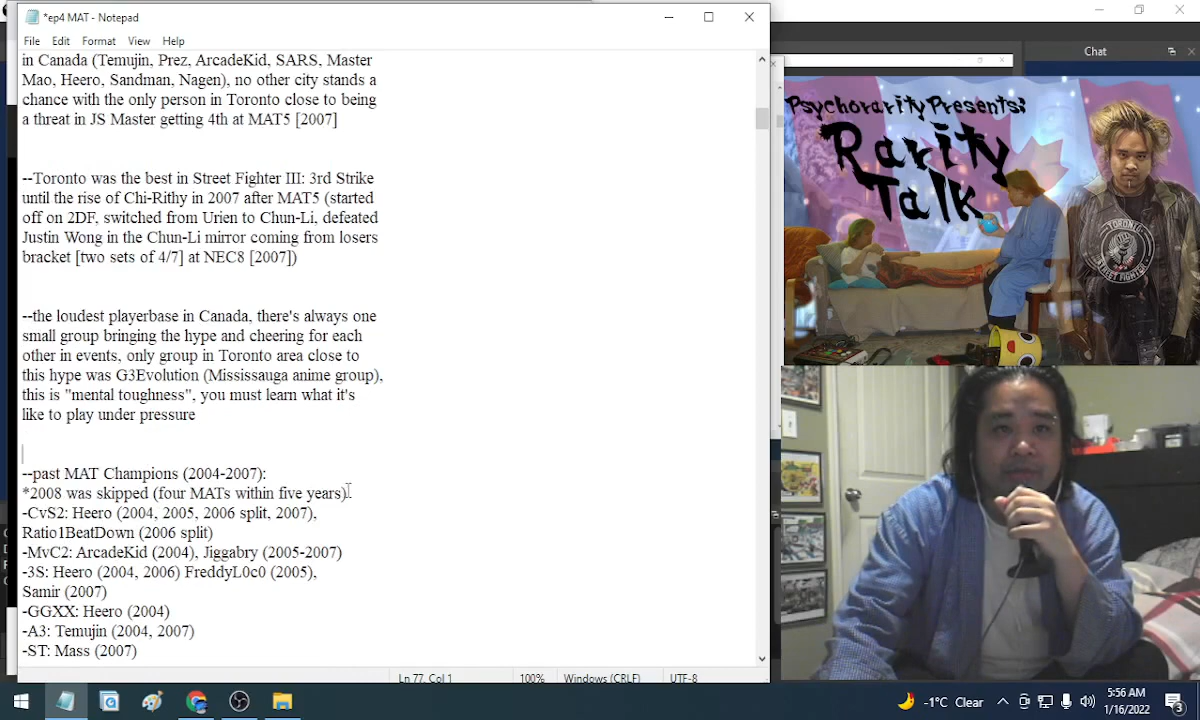 *ep4 MAT - Notepad
File Edit Format View Help
in Canada (Temujin, Prez, ArcadeKid, SARS, Master
Mao, Heero, Sandman, Nagen), no other city stands a
chance with the only person in Toronto close to being
a threat in JS Master getting 4th at MAT5 [2007]
--Toronto was the best in Street Fighter III: 3rd Strike
until the rise of Chi-Rithy in 2007 after MAT5 (started
off on 2DF, switched from Urien to Chun-Li, defeated
Justin Wong in the Chun-Li mirror coming from losers
bracket [two sets of 4/7] at NEC8 [2007])
--the loudest playerbase in Canada, there's always one
small group bringing the hype and cheering for each
other in events, only group in Toronto area close to
this hype was G3Evolution (Mississauga anime group),
this is "mental toughness", you must learn what it's
like to play under pressure
--past MAT Champions (2004-2007):
*2008 was skipped (four MATs within five years)
-CvS2: Heero (2004, 2005, 2006 split, 2007),
Ratio1BeatDown (2006 split)
-MvC2: ArcadeKid (2004), Jiggabry (2005-2007)
-3S: Heero (2004, 2006) FreddyL0c0 (2005),
Samir (2007)
-GGXX: Heero (2004)
-A3: Temujin (2004, 2007)
-ST: Mass (2007)
Ln 77, Col 1 100% Windows (CRLF) UTF-8
Chat
PsychorarityPresents:
Rarity
Talk
TORONTO
STREET FIGHTER
-1°C Clear
5:56 AM
1/16/2022
3